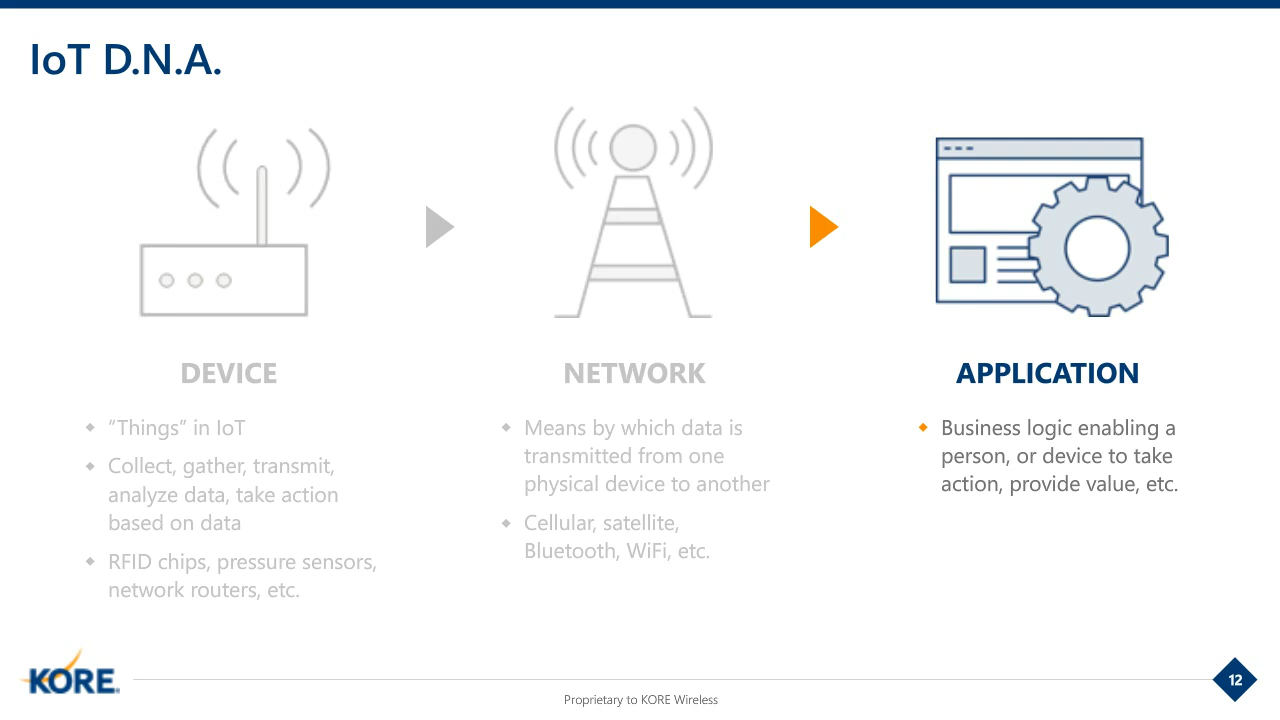 IoT D.N.A.
DEVICE
“Things” in IoT
Collect, gather, transmit,
analyze data, take action
based on data
RFID chips, pressure sensors,
network routers, etc.
NETWORK
Means by which data is
transmitted from one
physical device to another
Cellular, satellite,
Bluetooth, WiFi, etc.
APPLICATION
Business logic enabling a
person, or device to take
action, provide value, etc.
KORE
Proprietary to KORE Wireless
12